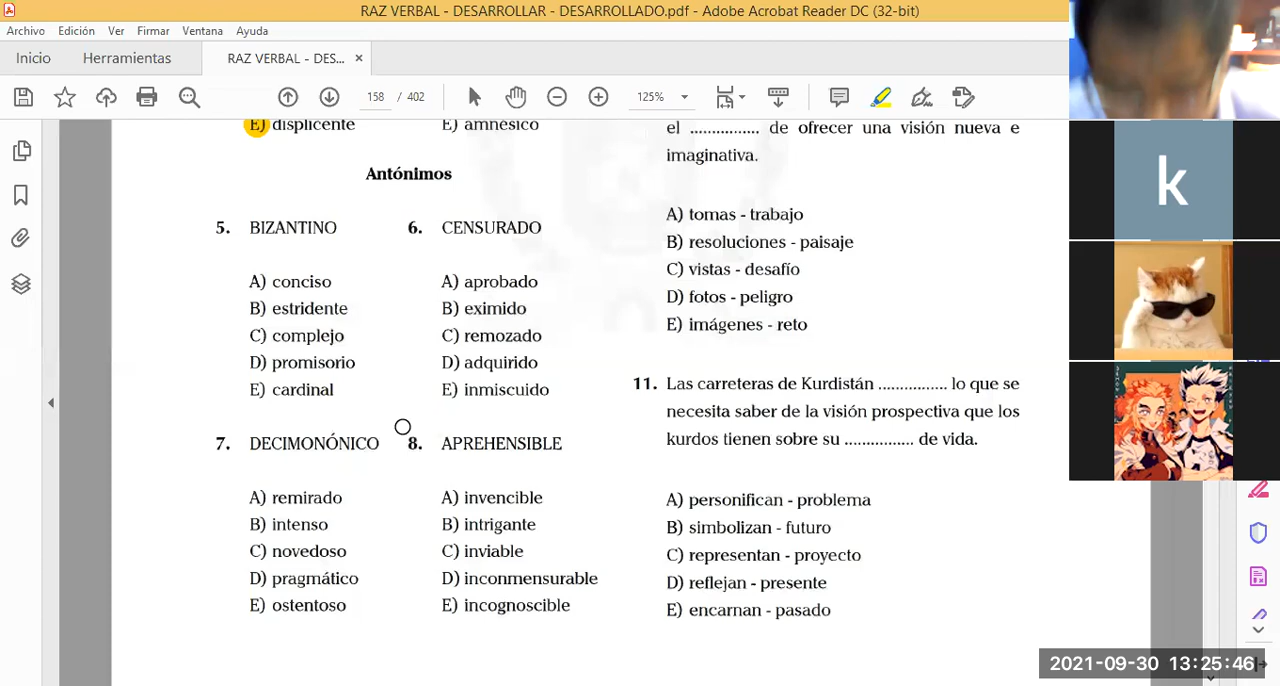 RAZ VERBAL - DESARROLLAR - DESARROLLADO.pdf - Adobe Acrobat Reader DC (32-bit)
Archivo Edición Ver Firmar Ventana Ayuda
Inicio Herramientas RAZ VERBAL - DES... ×
158 / 402 125%
E) displicente E) amnésico
Antónimos
5. BIZANTINO 6. CENSURADO
A) conciso A) aprobado
B) estridente B) eximido
C) complejo C) remozado
D) promisorio D) adquirido
E) cardinal E) inmiscuido
7. DECIMONÓNICO 8. APREHENSIBLE
A) remirado A) invencible
B) intenso B) intrigante
C) novedoso C) inviable
D) pragmático D) inconmensurable
E) ostentoso E) incognoscible
el ................ de ofrecer una visión nueva e
imaginativa.
A) tomas - trabajo
B) resoluciones - paisaje
C) vistas - desafío
D) fotos - peligro
E) imágenes - reto
11. Las carreteras de Kurdistán ............... lo que se
necesita saber de la visión prospectiva que los
kurdos tienen sobre su ................ de vida.
A) personifican - problema
B) simbolizan - futuro
C) representan - proyecto
D) reflejan - presente
E) encarnan - pasado
k
2021-09-30 13:25:46